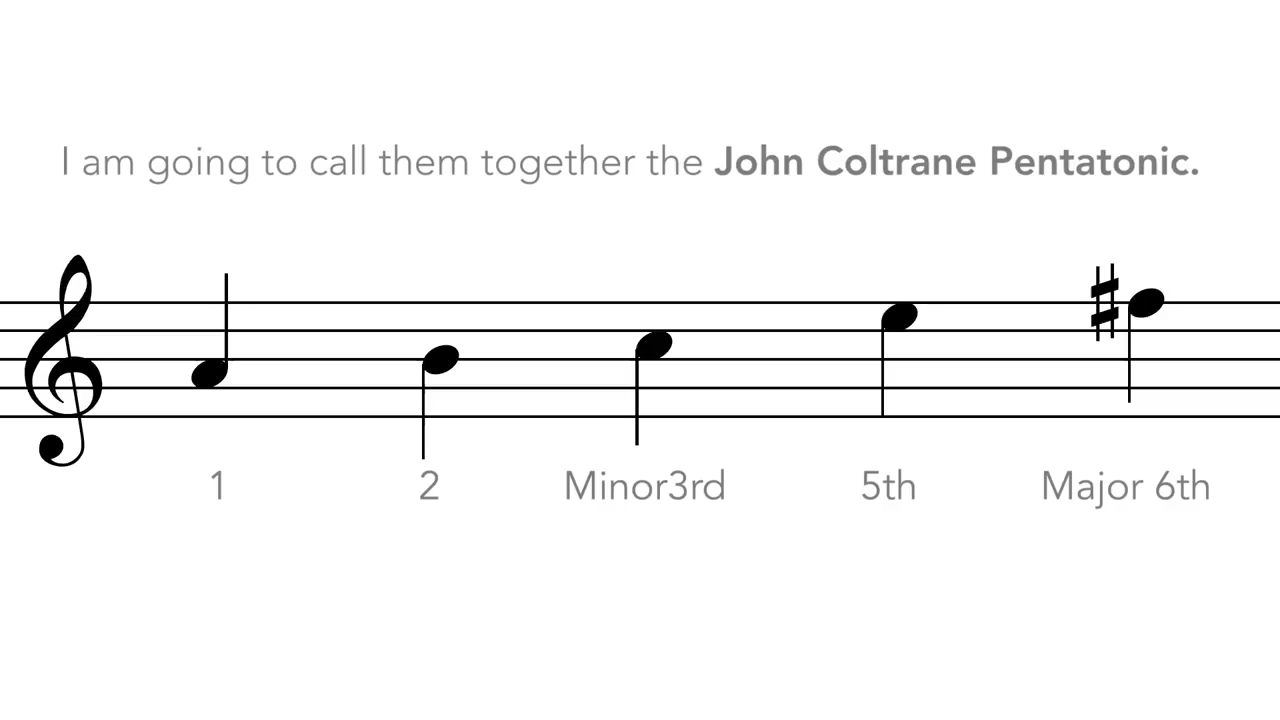 I am going to call them together the John Coltrane Pentatonic.
1 2 Minor3rd 5th Major 6th